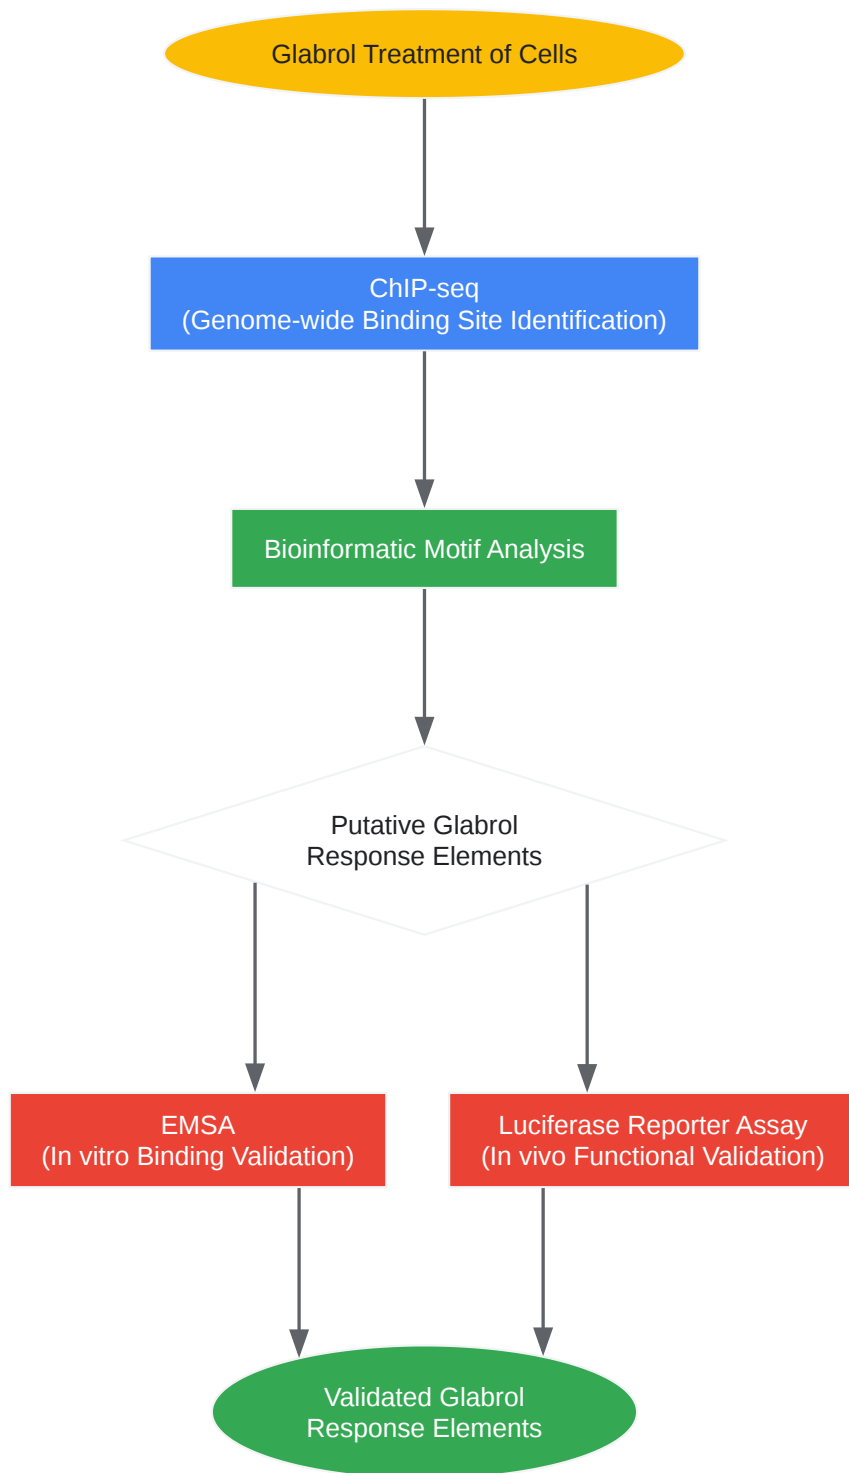 Glabrol Treatment of Cells
ChIP-seq
(Genome-wide Binding Site Identification)
Bioinformatic Motif Analysis
Putative Glabrol
Response Elements
EMSA
(In vitro Binding Validation)
Luciferase Reporter Assay
(In vivo Functional Validation)
Validated Glabrol
Response Elements